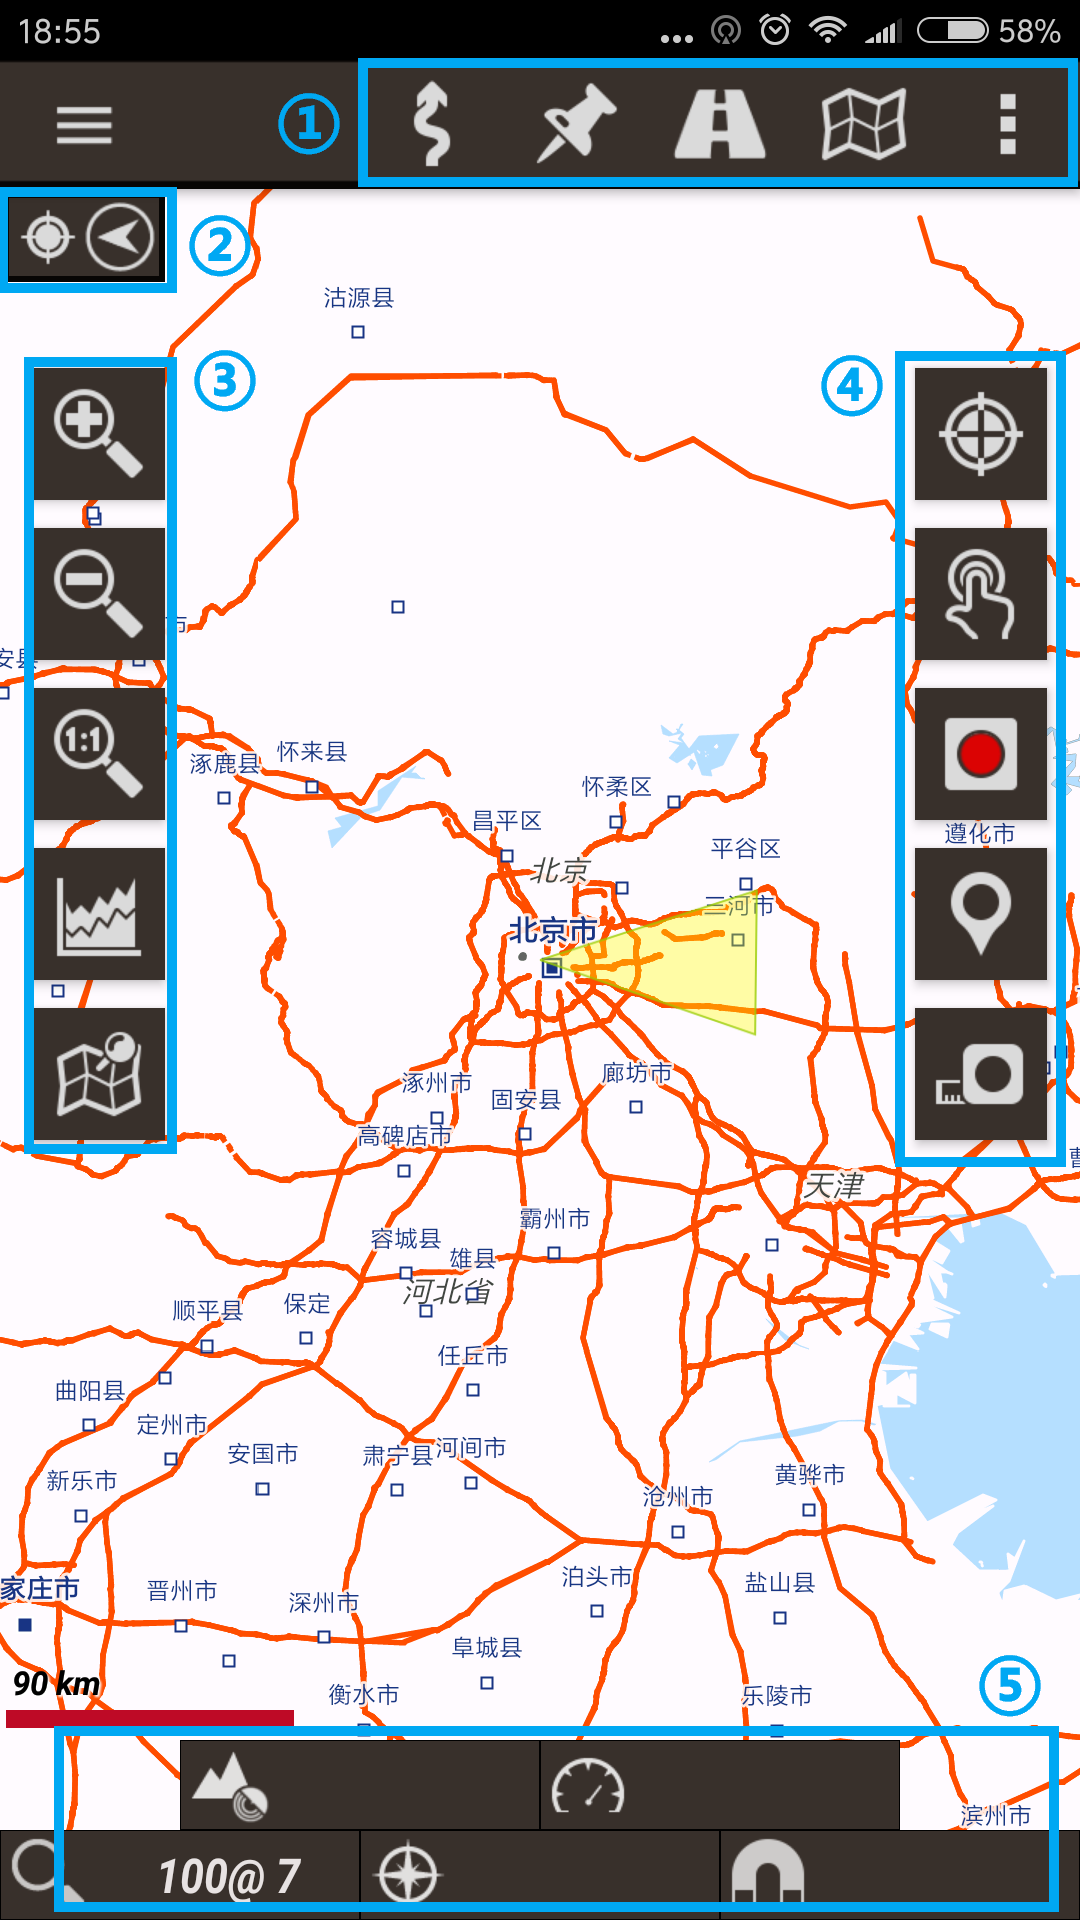 18:55
58%
①
②
③
④
沽源县
1:1
市
安县
涿鹿县
怀来县
怀柔区
昌平区
平谷区
遵化市
北京
三河市
北京市
涿州市
廊坊市
固安县
高碑店市
曹
天津
霸州市
容城县
雄县
河北省
顺平县
保定
任丘市
曲阳县
定州市
安国市
肃宁县
河间市
新乐市
黄骅市
沧州市
家庄市
晋州市
深州市
泊头市
盐山县
阜城县
90 km
衡水市
乐陵市
⑤
滨州市
100@ 7